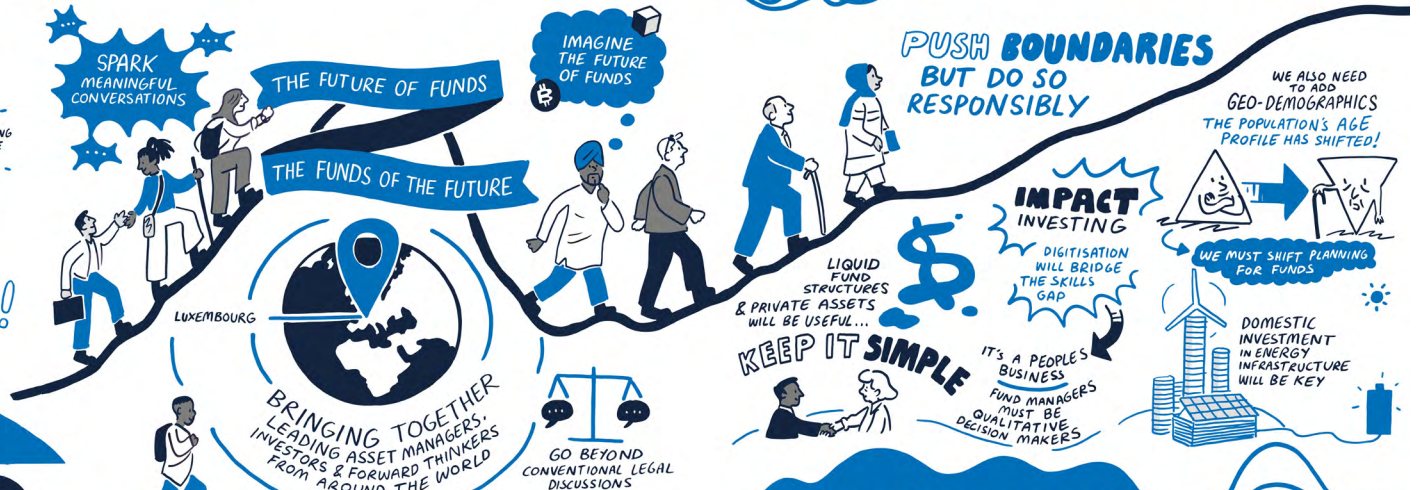 SPARK
MEANINGFUL
CONVERSATIONS
THE FUTURE OF FUNDS
THE FUNDS OF THE FUTURE
IMAGINE
THE FUTURE
OF FUNDS
LUXEMBOURG
BRINGING TOGETHER
LEADING ASSET MANAGERS,
INVESTORS & FORWARD THINKERS
FROM AROUND THE WORLD
GO BEYOND
CONVENTIONAL LEGAL
DISCUSSIONS
PUSH BOUNDARIES
BUT DO SO
RESPONSIBLY
LIQUID
FUND
STRUCTURES
& PRIVATE ASSETS
WILL BE USEFUL...
KEEP IT SIMPLE
IMPACT
INVESTING
DIGITISATION
WILL BRIDGE
THE SKILLS
GAP
IT'S A PEOPLES
BUSINESS
FUND MANAGERS
MUST BE
QUALITATIVE
DECISION MAKERS
WE ALSO NEED
TO ADD
GEO-DEMOGRAPHICS
THE POPULATION'S AGE
PROFILE HAS SHIFTED!
WE MUST SHIFT PLANNING
FOR FUNDS
DOMESTIC
INVESTMENT
IN ENERGY
INFRASTRUCTURE
WILL BE KEY